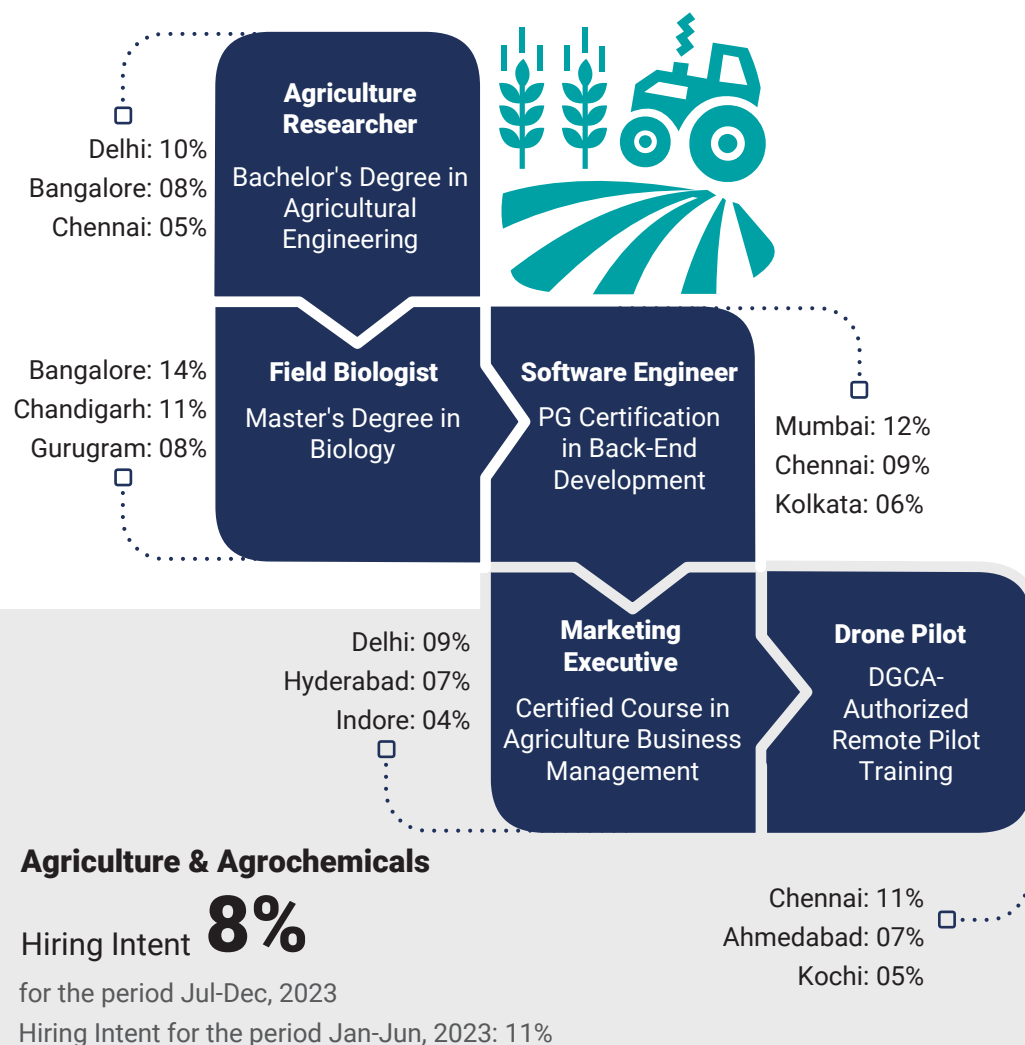 Agriculture
Researcher
Bachelor's Degree in
Agricultural
Engineering
Delhi: 10%
Bangalore: 08%
Chennai: 05%
Bangalore: 14%
Chandigarh: 11%
Gurugram: 08%
Field Biologist
Master's Degree in
Biology
Software Engineer
PG Certification
in Back-End
Development
Mumbai: 12%
Chennai: 09%
Kolkata: 06%
Delhi: 09%
Hyderabad: 07%
Indore: 04%
Marketing
Executive
Certified Course in
Agriculture Business
Management
Drone Pilot
DGCA-
Authorized
Remote Pilot
Training
Chennai: 11%
Ahmedabad: 07%
Kochi: 05%
Agriculture & Agrochemicals
Hiring Intent 8%
for the period Jul-Dec, 2023
Hiring Intent for the period Jan-Jun, 2023: 11%